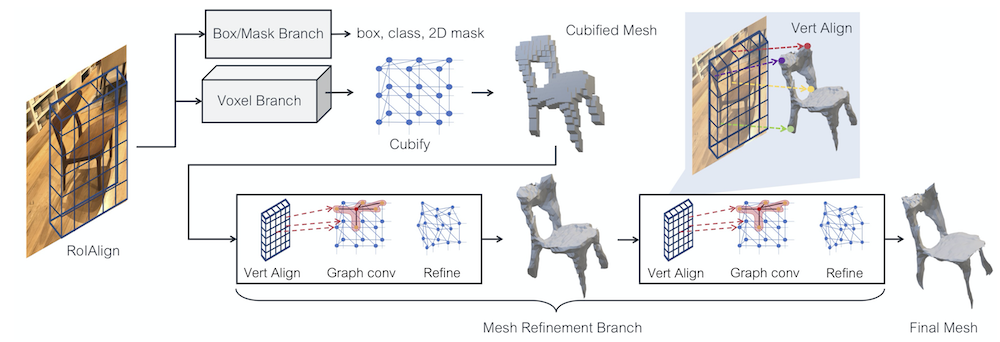 Box/Mask Branch
box, class, 2D mask
Cubified Mesh
Vert Align
Voxel Branch
Cubify
RoIAlign
Vert Align
Graph conv
Refine
Vert Align
Graph conv
Refine
Mesh Refinement Branch
Final Mesh